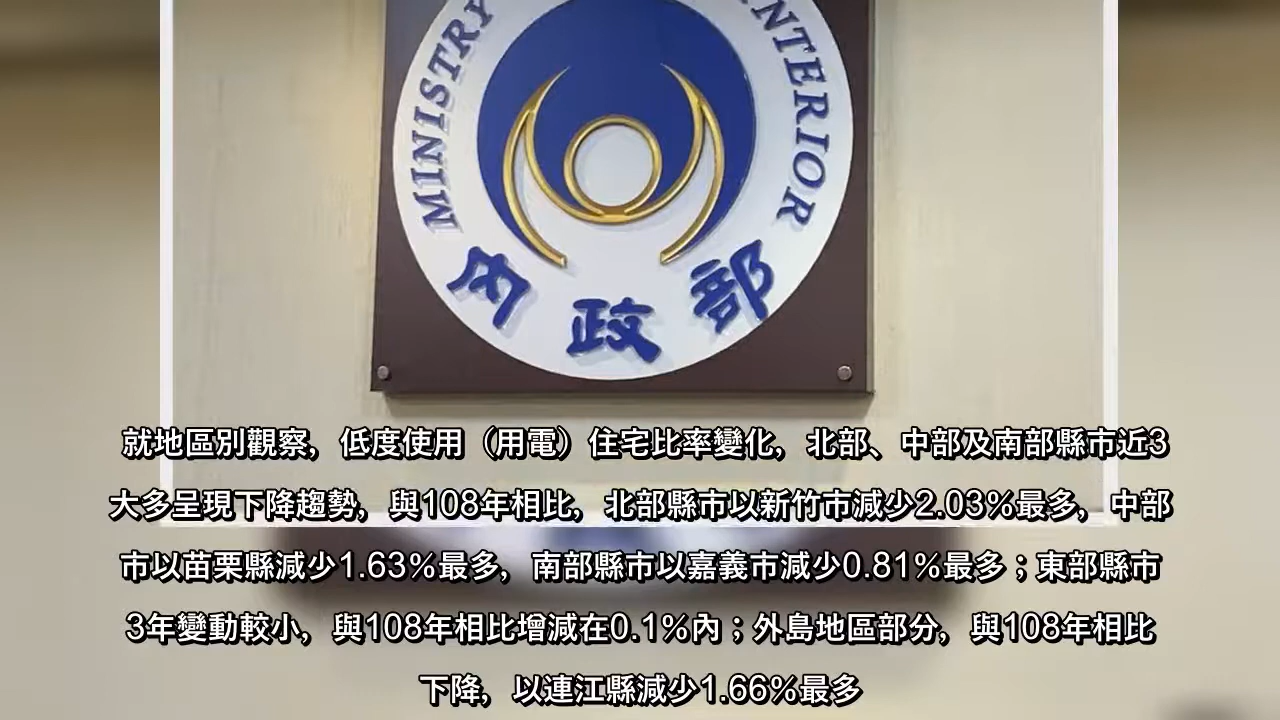 MINISTRY
INTERIOR
內政部
就地區別觀察，低度使用（用電）住宅比率變化，北部、中部及南部縣市近3
大多呈現下降趨勢，與108年相比，北部縣市以新竹市減少2.03%最多，中部
市以苗栗縣減少1.63%最多，南部縣市以嘉義市減少0.81%最多；東部縣市
3年變動較小，與108年相比增減在0.1%內；外島地區部分，與108年相比
下降，以連江縣減少1.66%最多